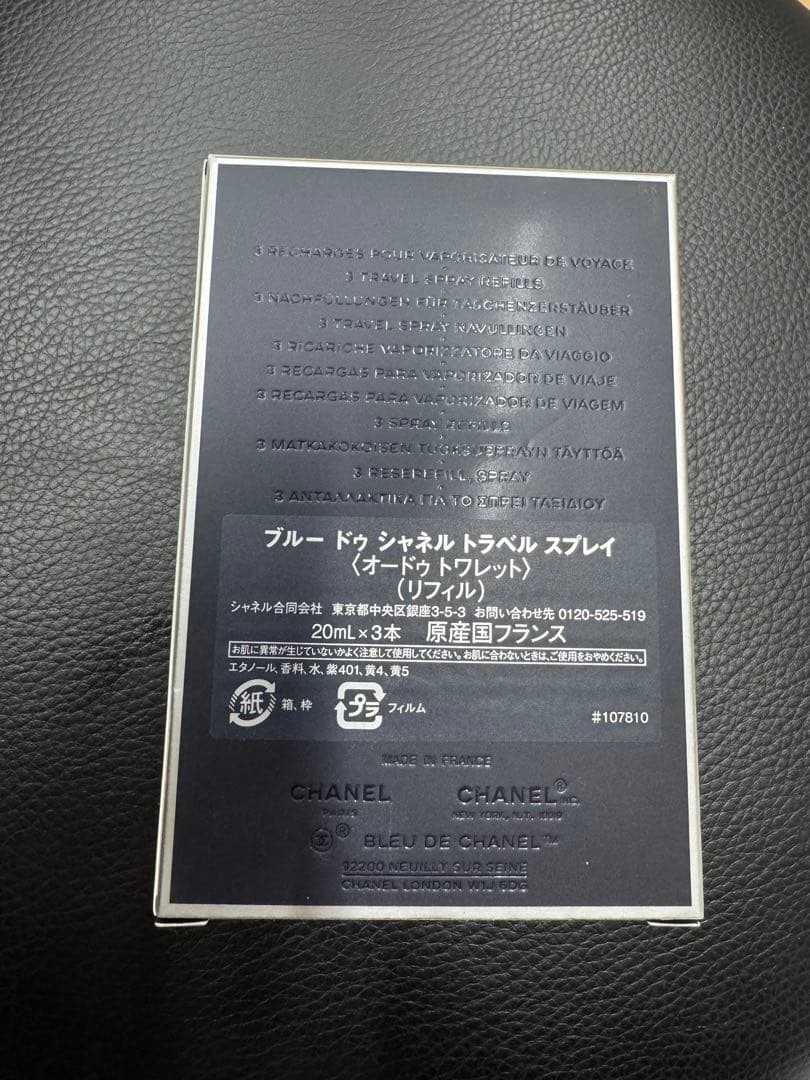 3 RECHARGES POUR VAPORISATEUR DE VOYAGE
3 TRAVEL SPRAY REFILLS
3 NACHFÜLLUNGEN FÜR TASCHENZERSTÄUBER
3 TRAVEL SPRAY NAVULLINGEN
3 RICARICHE VAPORIZZATORE DA VIAGGIO
3 RECARGAS PARA VAPORIZADOR DE VIAJE
3 RECARGAS PARA VAPORIZADOR DE VIAGEM
3 SPRAY REFILLS
3 MATKAKOKOISEN TUOKSUSPRAYN TÄYTTÖÄ
3 RESEREFILL, SPRAY
3 ΑΝΤΑΛΛΑΚΤΙΚΑ ΓΙΑ ΤΟ ΣΠΡΕΪ ΤΑΞΙΔΙΟΥ
ブルー ドゥ シャネル トラベル スプレイ
〈オードゥ トワレット〉
(リフィル)
シャネル合同会社 東京都中央区銀座3-5-3 お問い合わせ先 0120-525-519
20mL×3本 原産国フランス
お肌に異常が生じていないかよく注意して使用してください。お肌に合わないときは、ご使用をおやめください。
エタノール、香料、水、紫401、黄4、黄5
紙 箱、枠 プラ フィルム
#107810
MADE IN FRANCE
CHANEL CHANEL® INC.
PARIS NEW YORK, N.Y. 10019
® BLEU DE CHANEL™
92200 NEUILLY SUR SEINE
CHANEL LONDON W1J 6DG